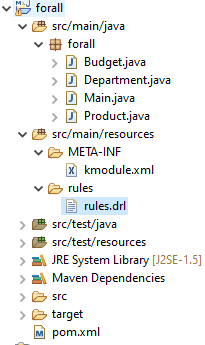 forall
src/main/java
forall
Budget.java
Department.java
Main.java
Product.java
src/main/resources
META-INF
kmodule.xml
rules
rules.drl
src/test/java
src/test/resources
JRE System Library [J2SE-1.5]
Maven Dependencies
src
target
pom.xml